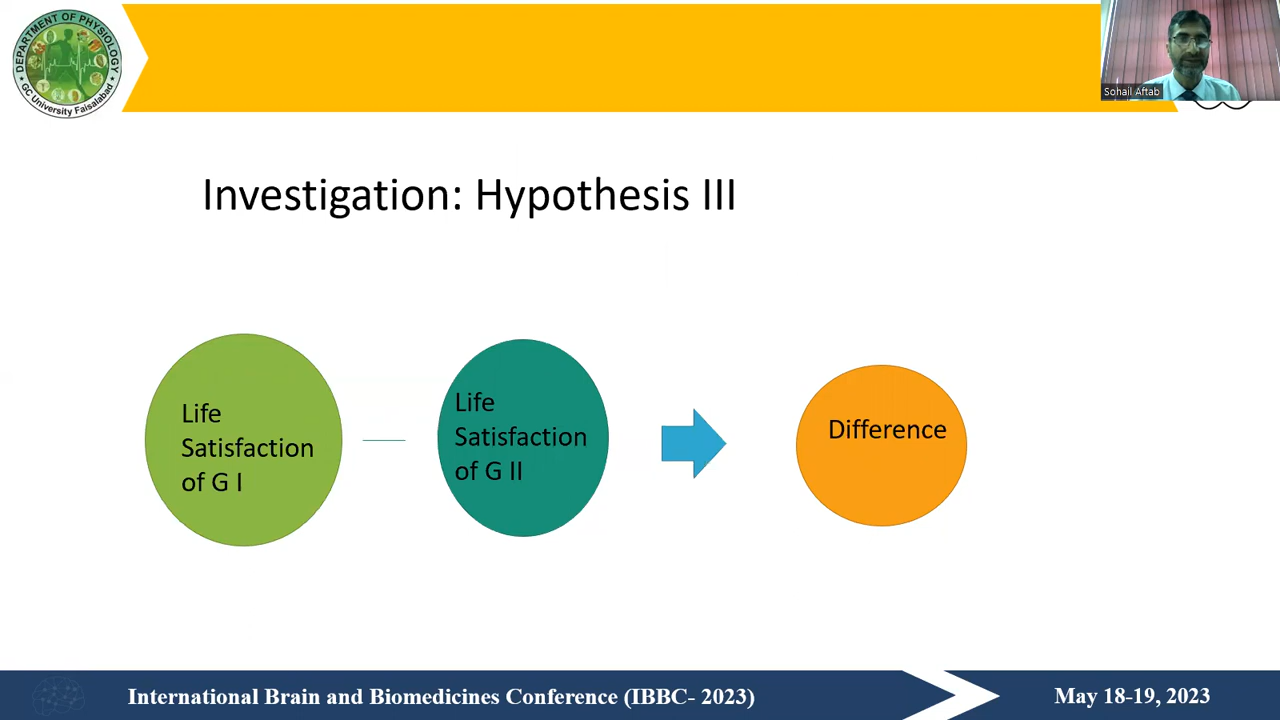 DEPARTMENT OF PHYSIOLOGY
GC University Faisalabad
Sohail Aftab
Investigation: Hypothesis III
Life
Satisfaction
of G I
Life
Satisfaction
of G II
Difference
International Brain and Biomedicines Conference (IBBC- 2023)
May 18-19, 2023